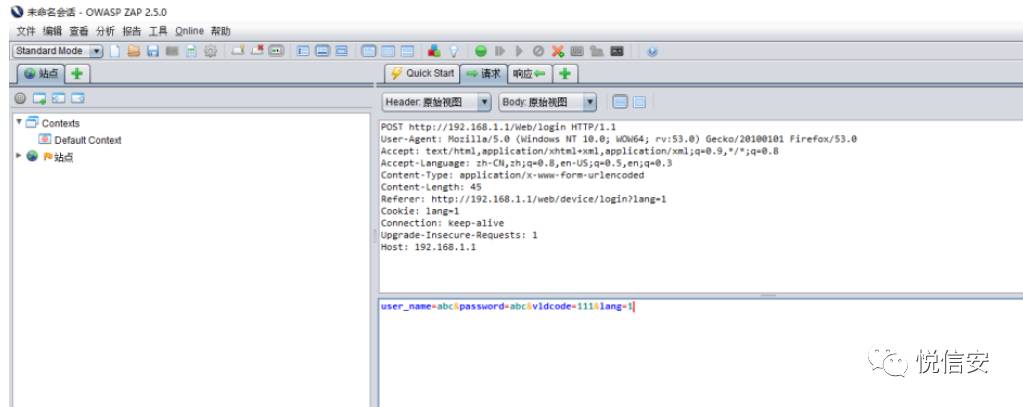 未命名会话 - OWASP ZAP 2.5.0
文件 编辑 查看 分析 报告 工具 Online 帮助
Standard Mode
站点
Quick Start 请求 响应
Header: 原始视图 Body: 原始视图
Contexts
Default Context
站点
POST http://192.168.1.1/Web/login HTTP/1.1
User-Agent: Mozilla/5.0 (Windows NT 10.0; WOW64; rv:53.0) Gecko/20100101 Firefox/53.0
Accept: text/html,application/xhtml+xml,application/xml;q=0.9,*/*;q=0.8
Accept-Language: zh-CN,zh;q=0.8,en-US;q=0.5,en;q=0.3
Content-Type: application/x-www-form-urlencoded
Content-Length: 45
Referer: http://192.168.1.1/web/device/login?lang=1
Cookie: lang=1
Connection: keep-alive
Upgrade-Insecure-Requests: 1
Host: 192.168.1.1
user_name=abc&password=abc&vldcode=111&lang=1
悦信安